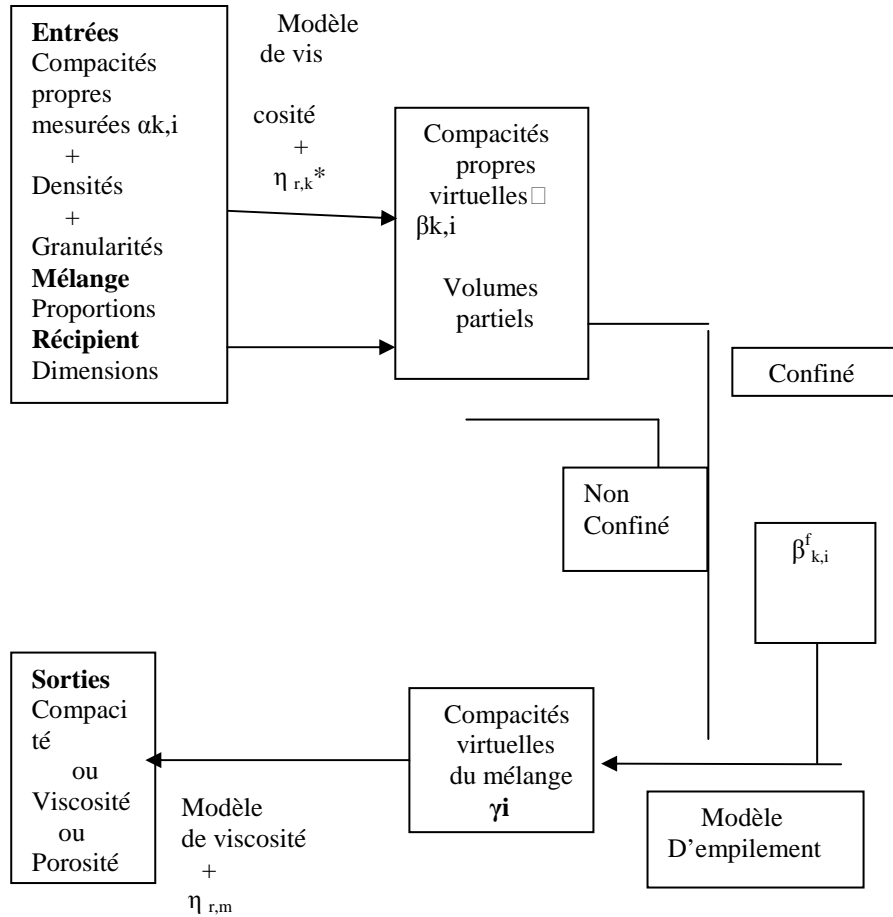 Entrées
Compacités
propres
mesurées αk,i
+
Densités
+
Granularités
Mélange
Proportions
Récipient
Dimensions
Modèle
de vis
cosité
+
η r,k*
Compacités
propres
virtuelles□
βk,i
Volumes
partiels
Confiné
Non
Confiné
βfk,i
Sorties
Compaci
té
ou
Viscosité
ou
Porosité
Modèle
de viscosité
+
η r,m
Compacités
virtuelles
du mélange
γi
Modèle
D’empilement